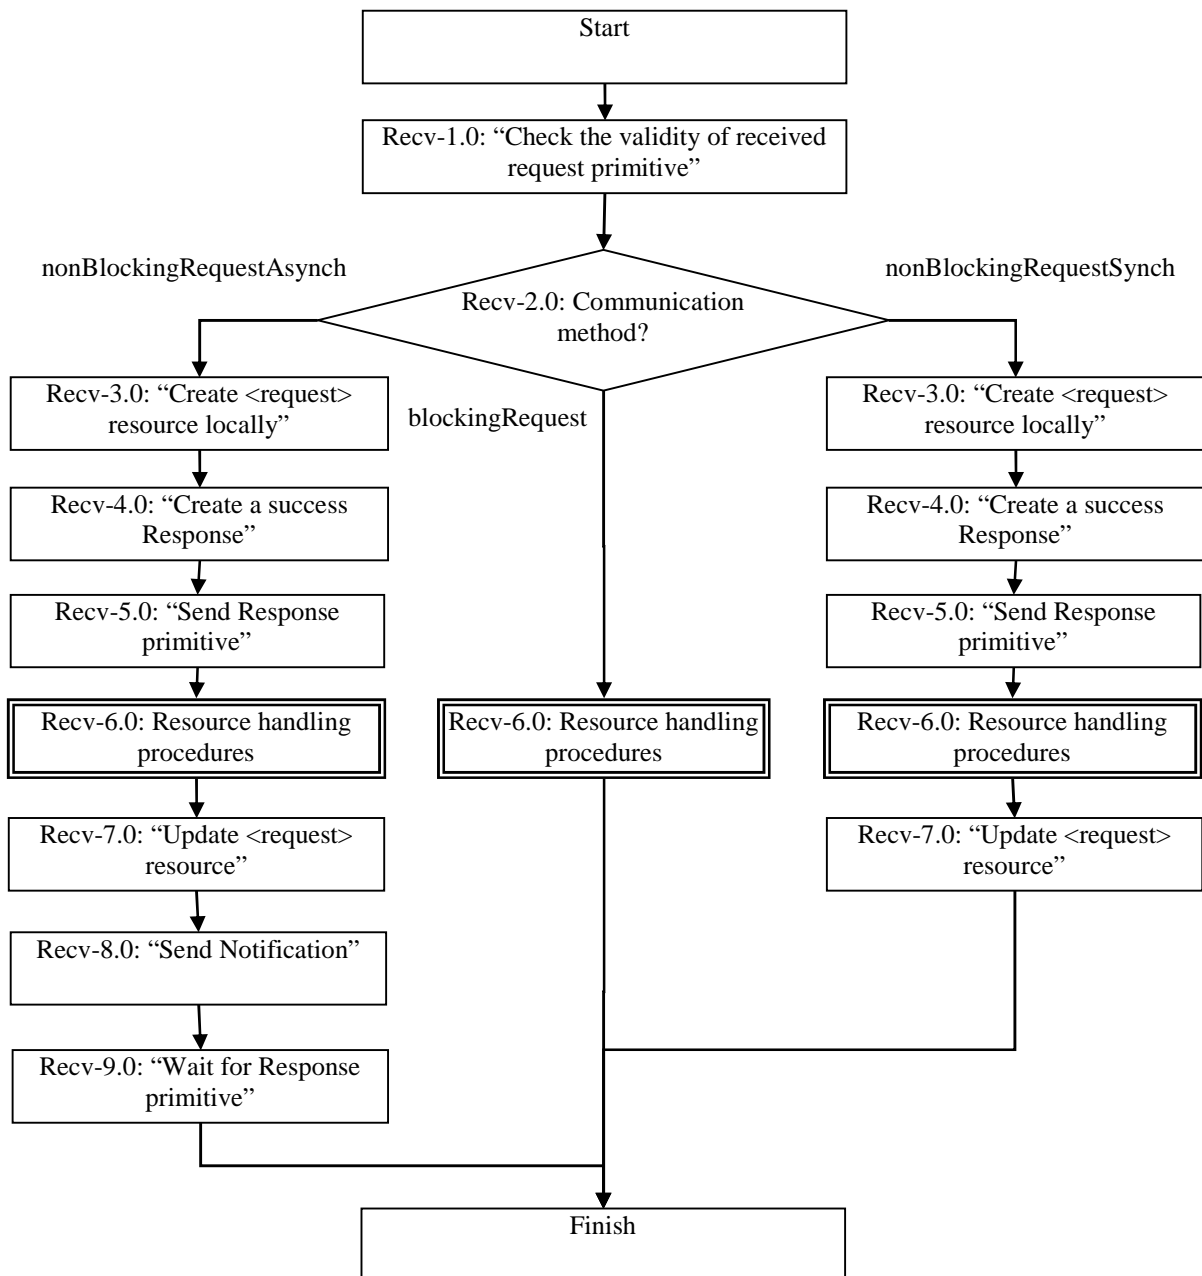 Start
Recv-1.0: “Check the validity of received
request primitive”
nonBlockingRequestAsynch
nonBlockingRequestSynch
Recv-2.0: Communication
method?
Recv-3.0: “Create <request>
resource locally”
blockingRequest
Recv-3.0: “Create <request>
resource locally”
Recv-4.0: “Create a success
Response”
Recv-4.0: “Create a success
Response”
Recv-5.0: “Send Response
primitive”
Recv-5.0: “Send Response
primitive”
Recv-6.0: Resource handling
procedures
Recv-6.0: Resource handling
procedures
Recv-6.0: Resource handling
procedures
Recv-7.0: “Update <request>
resource”
Recv-7.0: “Update <request>
resource”
Recv-8.0: “Send Notification”
Recv-9.0: “Wait for Response
primitive”
Finish